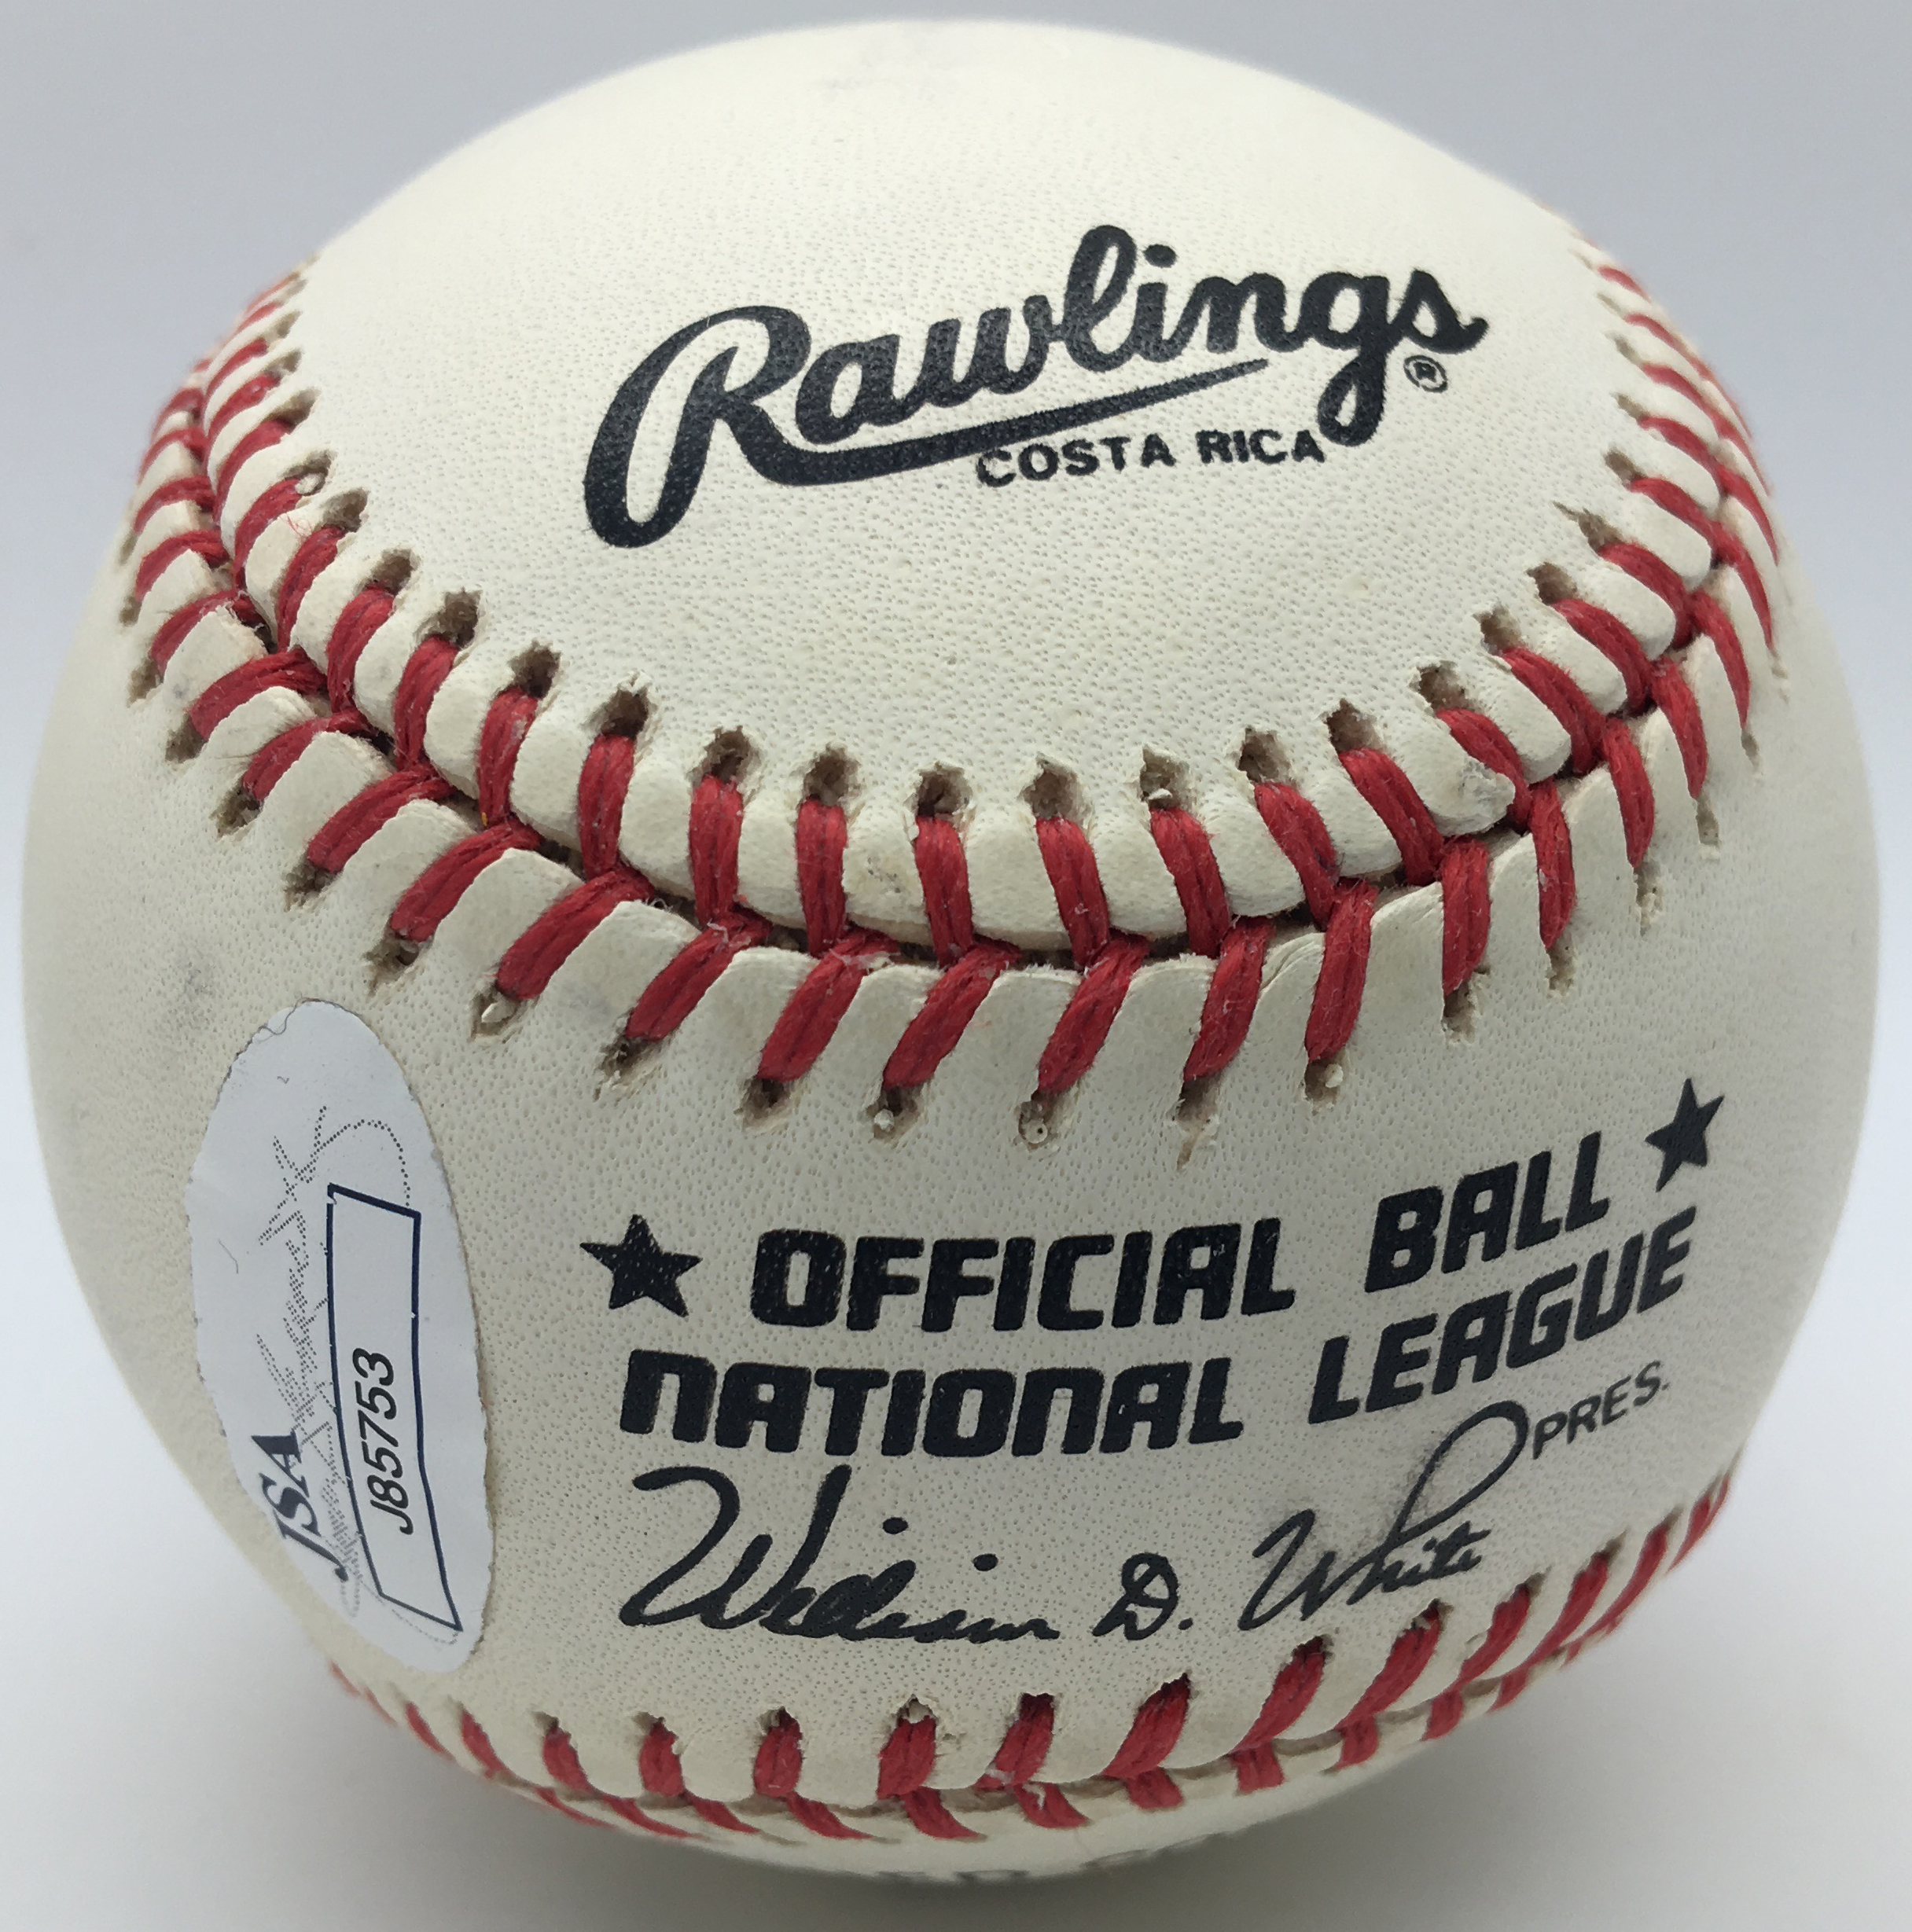 Rawlings®
COSTA RICA
★ OFFICIAL BALL ★
NATIONAL LEAGUE
William D. White PRES.
JSA
J85753